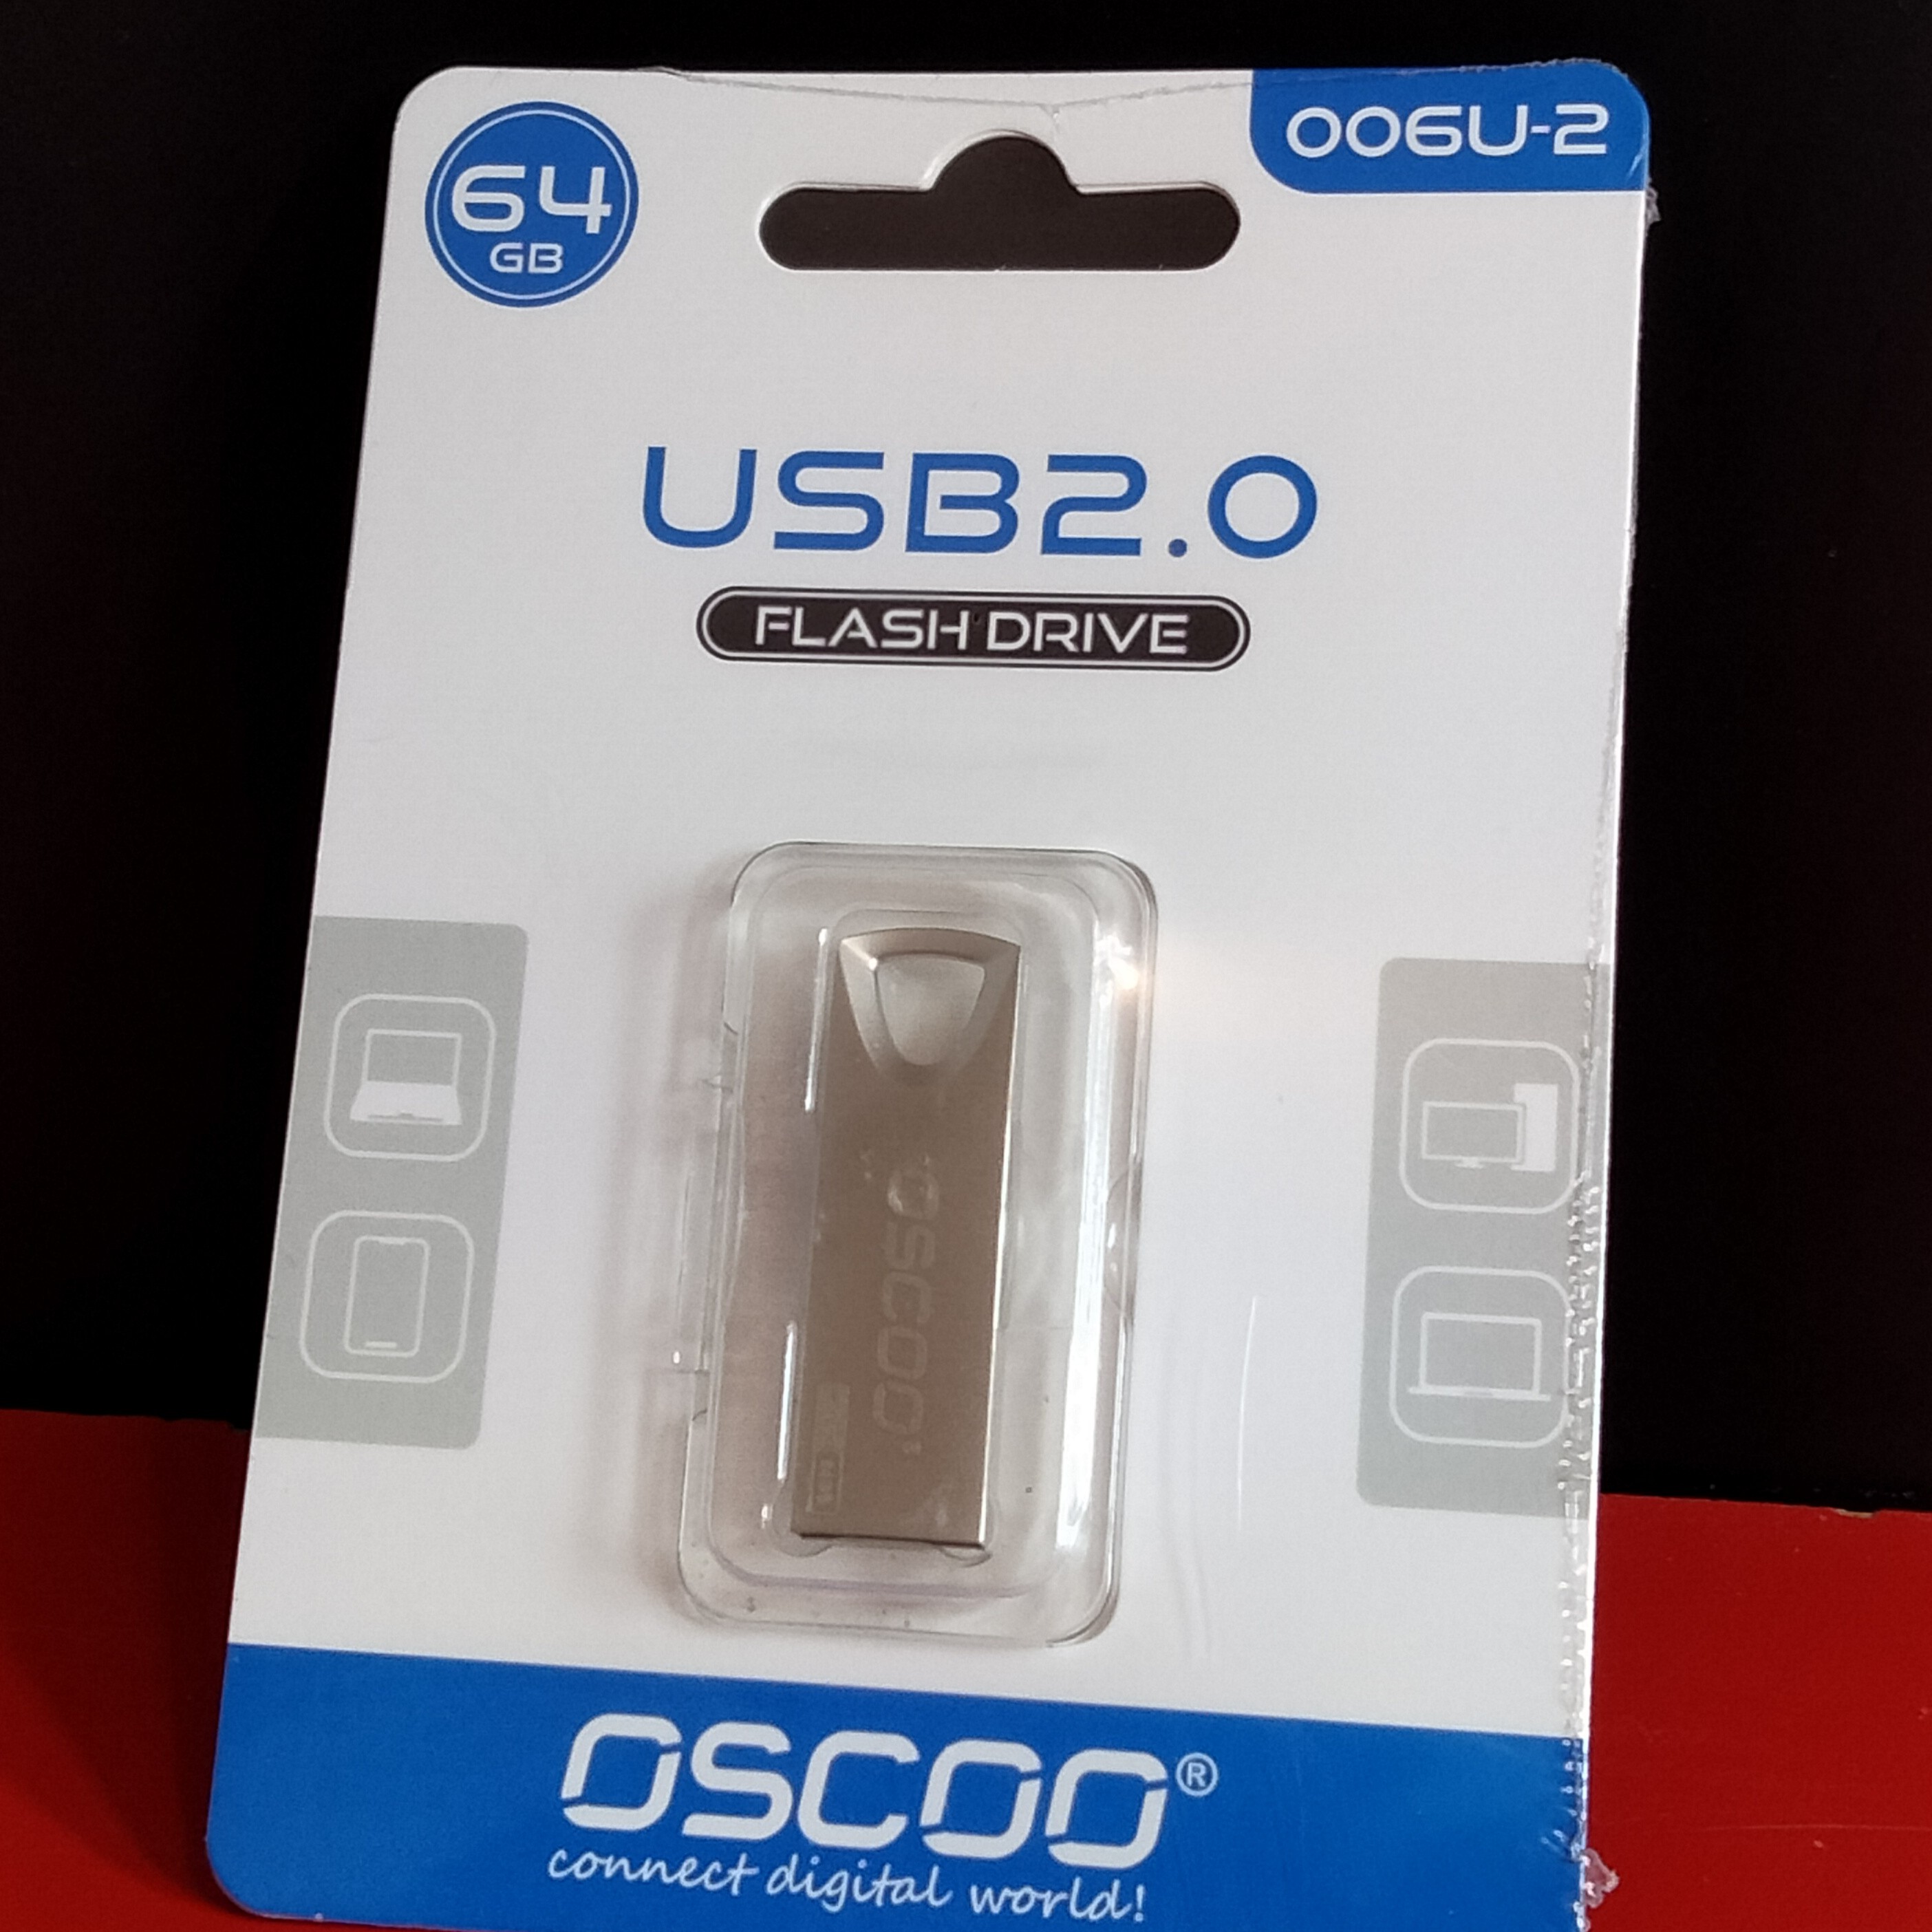 64
GB
006U-2
USB2.0
FLASH DRIVE
OSCOO®
OSCOO®
connect digital world!